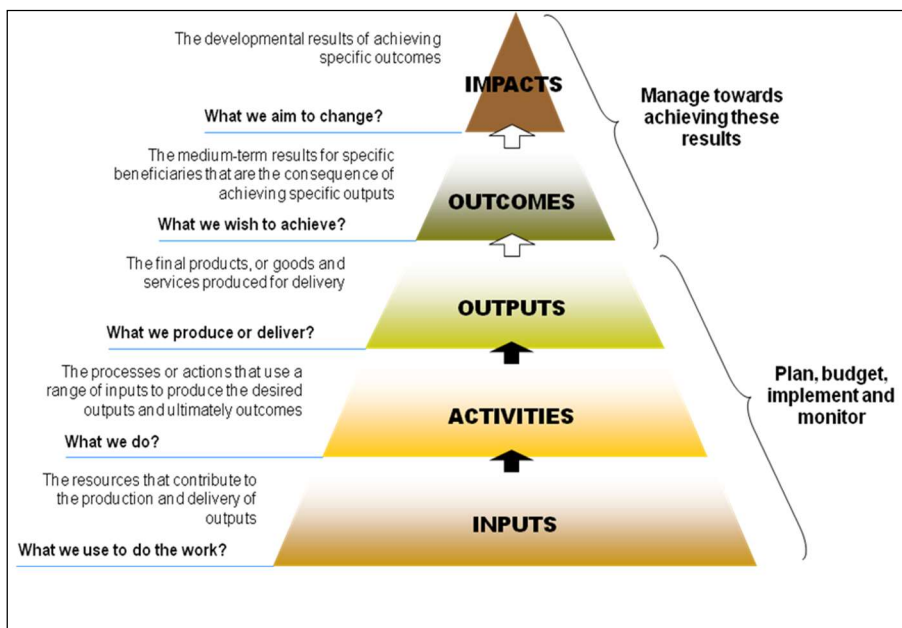 The developmental results of achieving
specific outcomes
IMPACTS
What we aim to change?
Manage towards
achieving these
results
The medium-term results for specific
beneficiaries that are the consequence of
achieving specific outputs
OUTCOMES
What we wish to achieve?
The final products, or goods and
services produced for delivery
OUTPUTS
What we produce or deliver?
The processes or actions that use a
range of inputs to produce the desired
outputs and ultimately outcomes
ACTIVITIES
What we do?
Plan, budget,
implement and
monitor
The resources that contribute to
the production and delivery of
outputs
INPUTS
What we use to do the work?